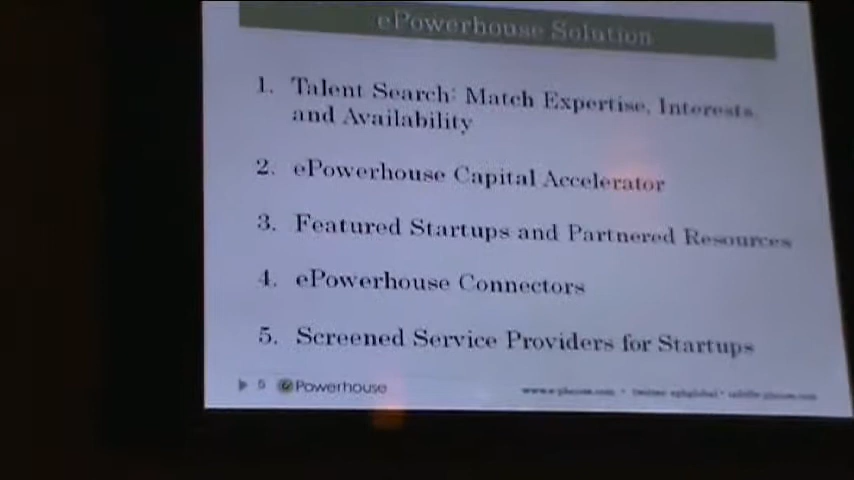 ePowerhouse Solution
1. Talent Search: Match Expertise, Interests,
and Availability
2. ePowerhouse Capital Accelerator
3. Featured Startups and Partnered Resources
4. ePowerhouse Connectors
5. Screened Service Providers for Startups
Powerhouse